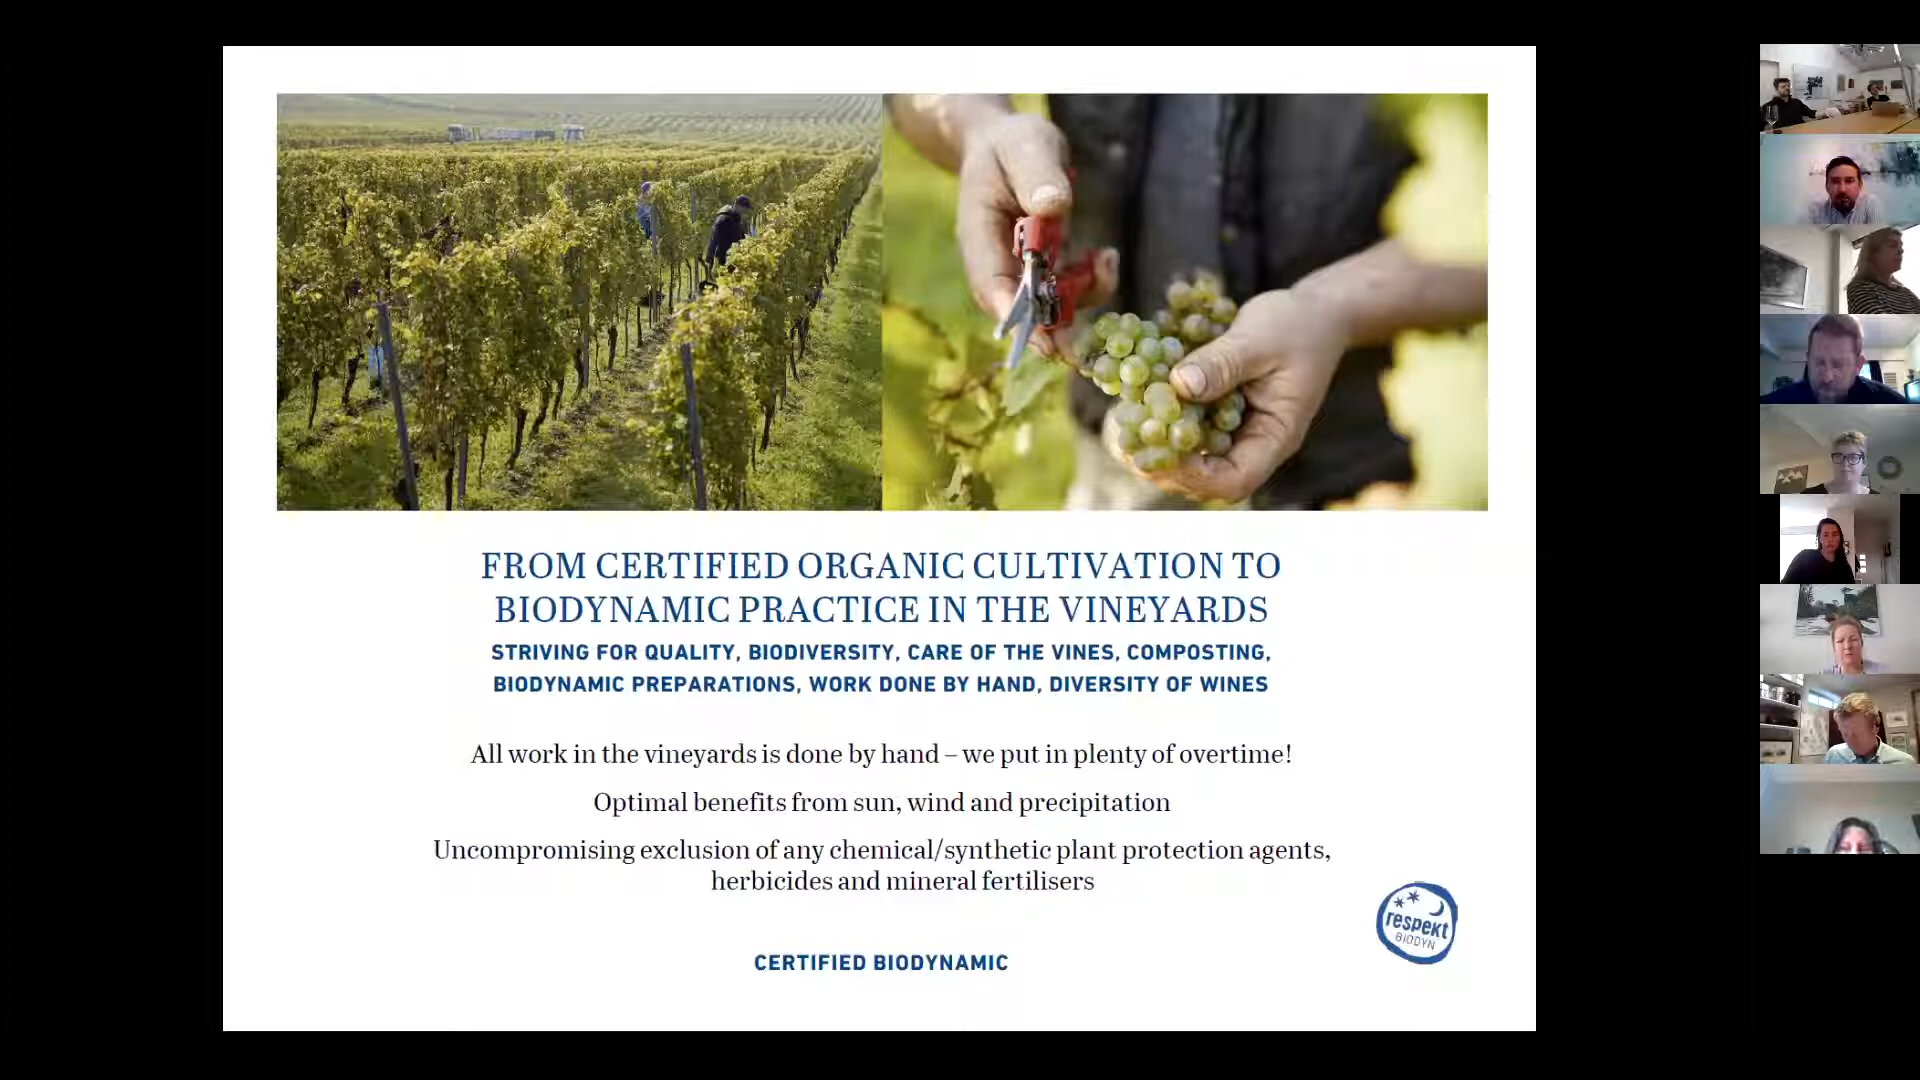 FROM CERTIFIED ORGANIC CULTIVATION TO
BIODYNAMIC PRACTICE IN THE VINEYARDS
STRIVING FOR QUALITY, BIODIVERSITY, CARE OF THE VINES, COMPOSTING,
BIODYNAMIC PREPARATIONS, WORK DONE BY HAND, DIVERSITY OF WINES
All work in the vineyards is done by hand – we put in plenty of overtime!
Optimal benefits from sun, wind and precipitation
Uncompromising exclusion of any chemical/synthetic plant protection agents,
herbicides and mineral fertilisers
respekt
BIODYN
CERTIFIED BIODYNAMIC